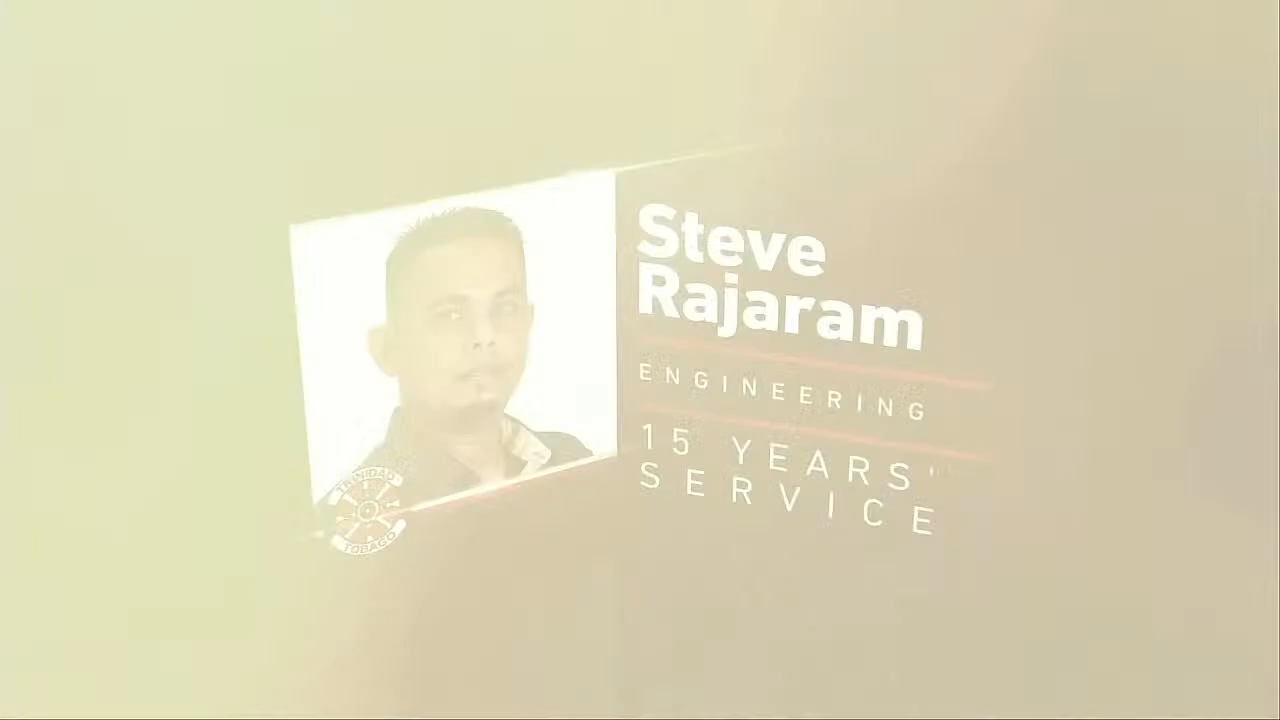 Steve
Rajaram
ENGINEERING
15 YEARS'
SERVICE
TRINIDAD
TOBAGO